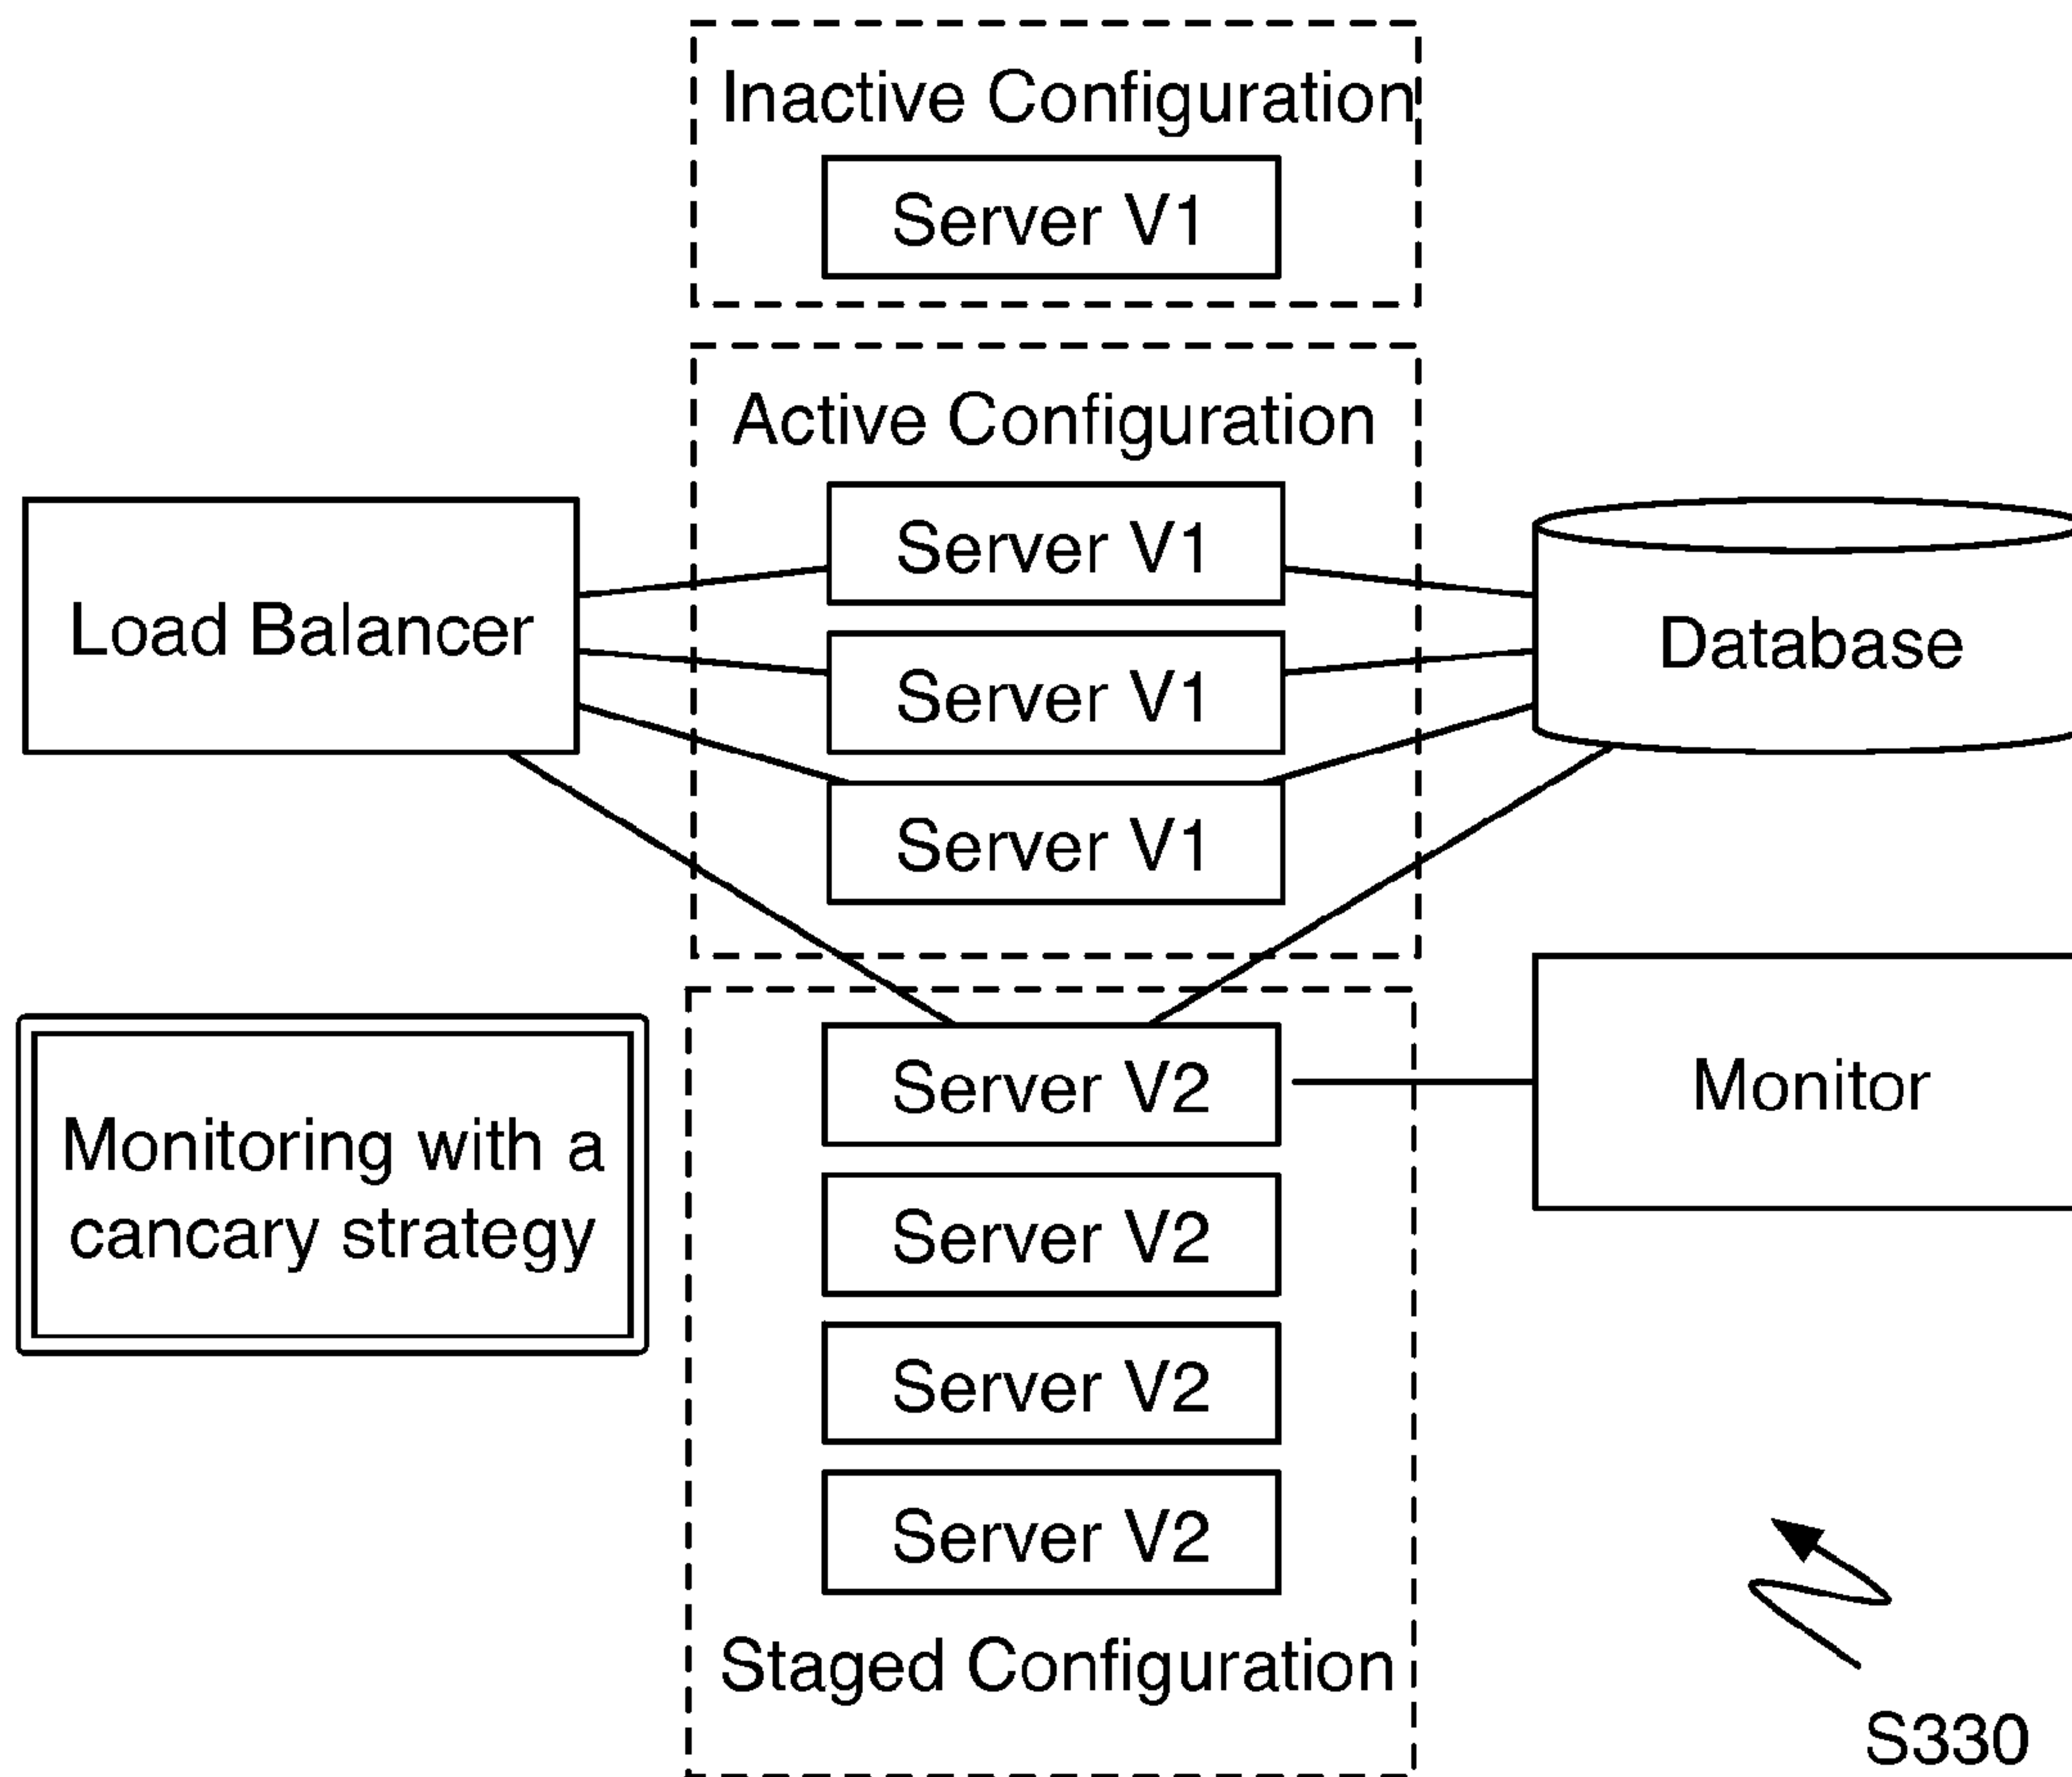 Inactive Configuration
Server V1
Active Configuration
Server V1
Server V1
Server V1
Load Balancer
Database
Server V2
Server V2
Server V2
Server V2
Staged Configuration
Monitor
Monitoring with a
cancary strategy
S330